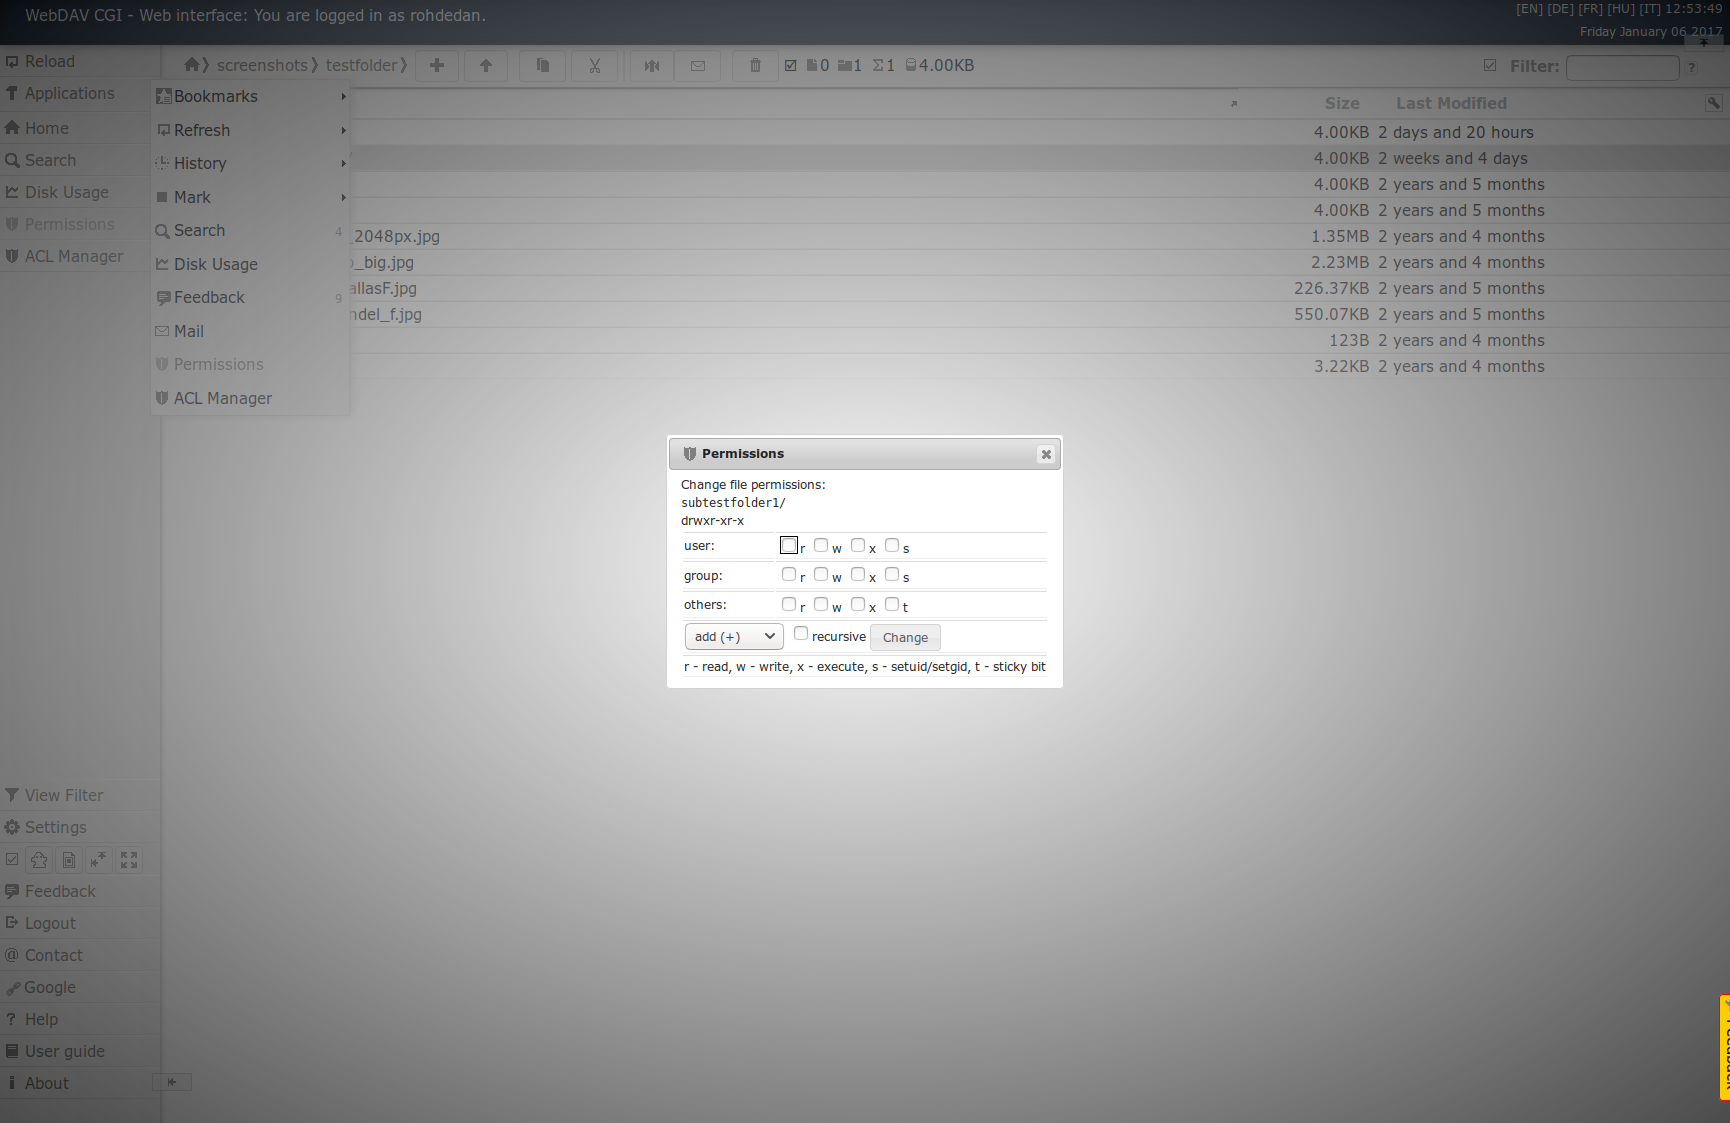 WebDAV CGI - Web interface: You are logged in as rohdedan.
[EN] [DE] [FR] [HU] [IT] 12:53:49
Friday January 06 2017
Reload
Applications
Home
Search
Disk Usage
Permissions
ACL Manager
screenshots
testfolder
0 1 Σ1 4.00KB
Filter:
?
Bookmarks
Refresh
History
Mark
Search 4
Disk Usage
Feedback 9
Mail
Permissions
ACL Manager
Size Last Modified
4.00KB 2 days and 20 hours
4.00KB 2 weeks and 4 days
4.00KB 2 years and 5 months
4.00KB 2 years and 5 months
_2048px.jpg 1.35MB 2 years and 4 months
_big.jpg 2.23MB 2 years and 4 months
allasF.jpg 226.37KB 2 years and 5 months
ndel_f.jpg 550.07KB 2 years and 5 months
123B 2 years and 4 months
3.22KB 2 years and 4 months
Permissions
Change file permissions:
subtestfolder1/
drwxr-xr-x
user: r w x s
group: r w x s
others: r w x t
add (+) recursive Change
r - read, w - write, x - execute, s - setuid/setgid, t - sticky bit
View Filter
Settings
Feedback
Logout
@ Contact
Google
? Help
User guide
About
Feedback